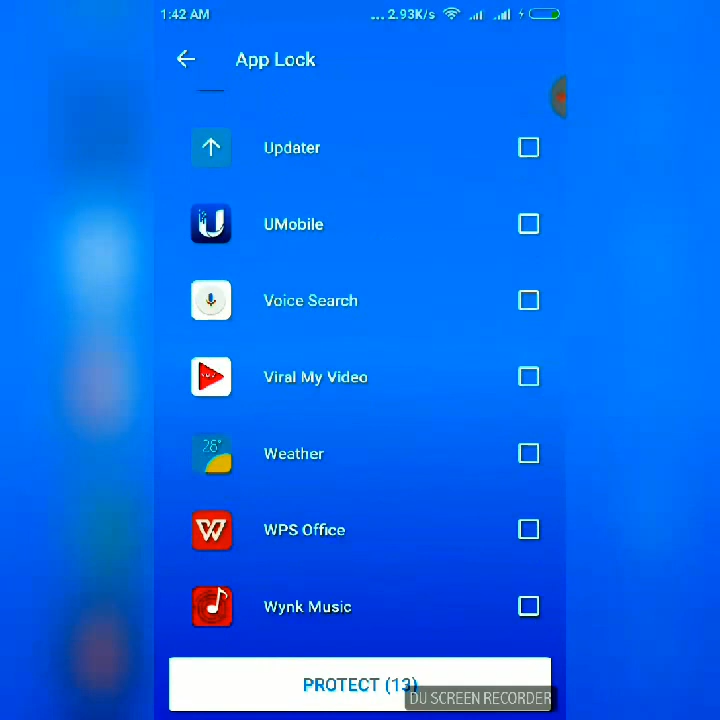 1:42 AM ... 2.93K/s
App Lock
Updater
UMobile
Voice Search
Viral My Video
28°
Weather
WPS Office
Wynk Music
PROTECT (13)
DU SCREEN RECORDER